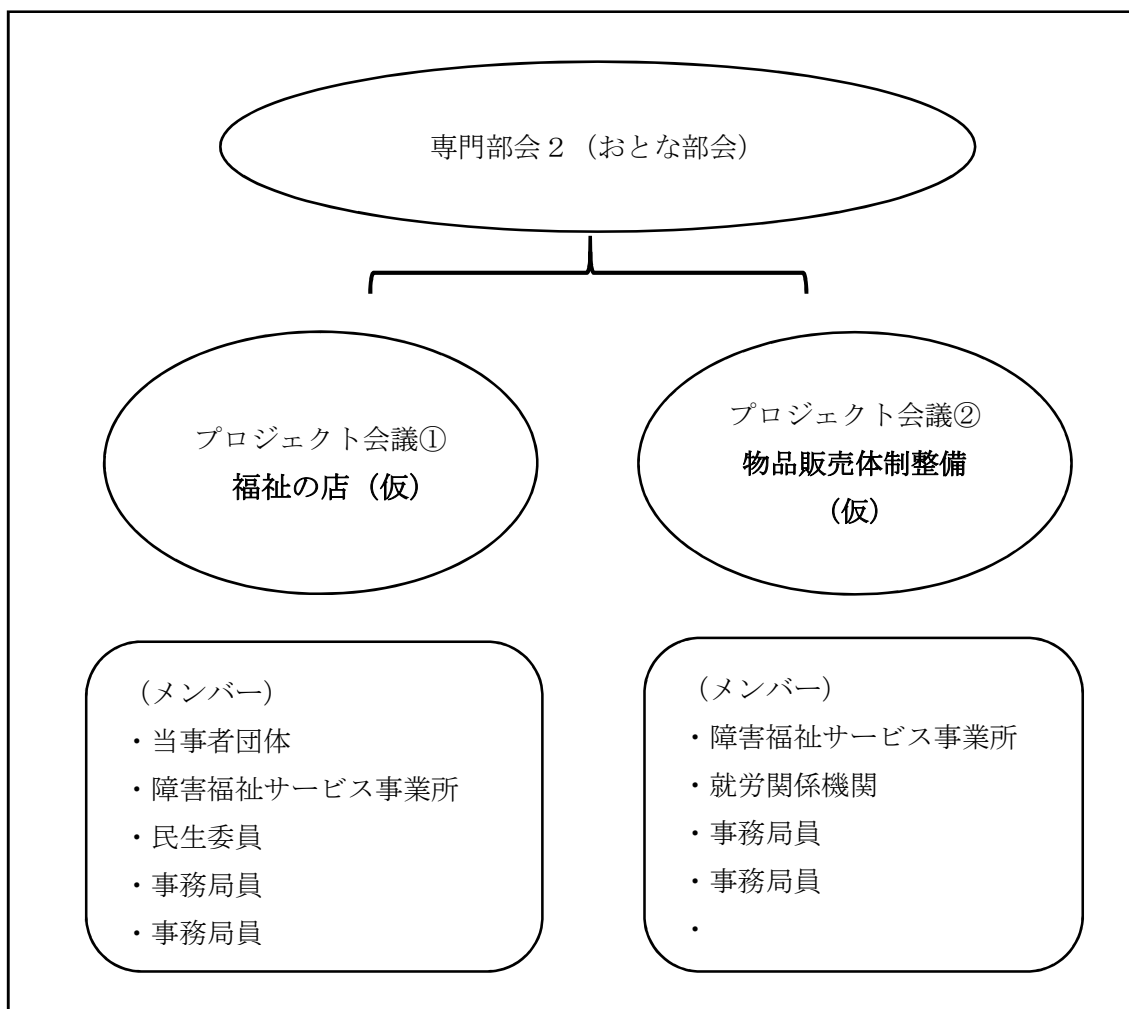 専門部会２（おとな部会）
プロジェクト会議①
福祉の店（仮）
プロジェクト会議②
物品販売体制整備
（仮）
（メンバー）
・当事者団体
・障害福祉サービス事業所
・民生委員
・事務局員
・事務局員
（メンバー）
・障害福祉サービス事業所
・就労関係機関
・事務局員
・事務局員
・